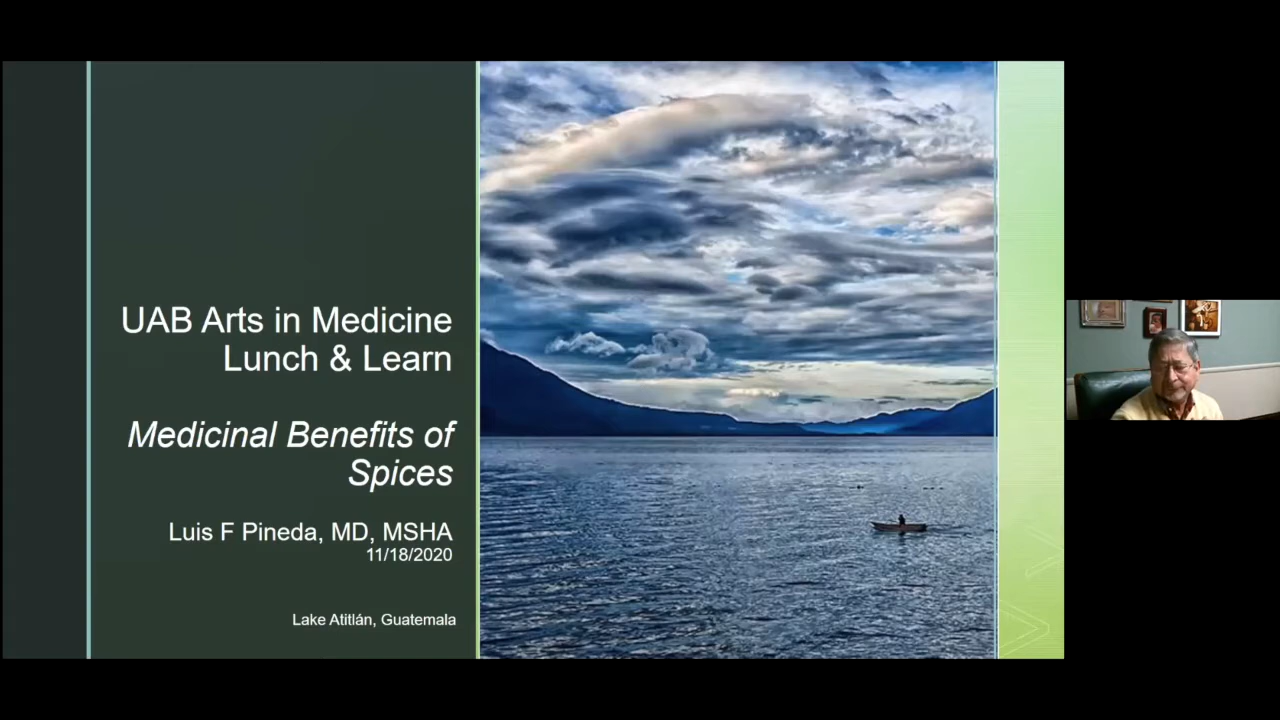 UAB Arts in Medicine
Lunch & Learn
Medicinal Benefits of
Spices
Luis F Pineda, MD, MSHA
11/18/2020
Lake Atitlán, Guatemala